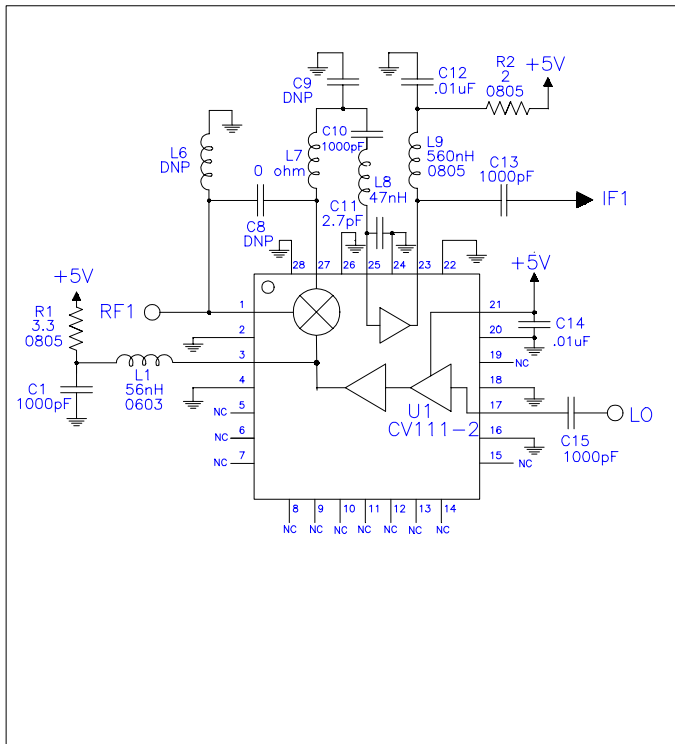 C9
DNP
C12
.01uF
R2
2
0805
+5V
L6
DNP
0
L7
ohm
C10
1000pF
L8
47nH
L9
560nH
0805
C13
1000pF
IF1
C8
DNP
C11
2.7pF
28
27
26
25
24
23
22
+5V
R1
3.3
0805
RF1
1
2
3
4
5
6
7
NC
NC
NC
C1
1000pF
L1
56nH
0603
+5V
21
20
19
18
17
16
15
NC
NC
C14
.01uF
U1
CV111-2
LO
C15
1000pF
8
9
10
11
12
13
14
NC
NC
NC
NC
NC
NC
NC